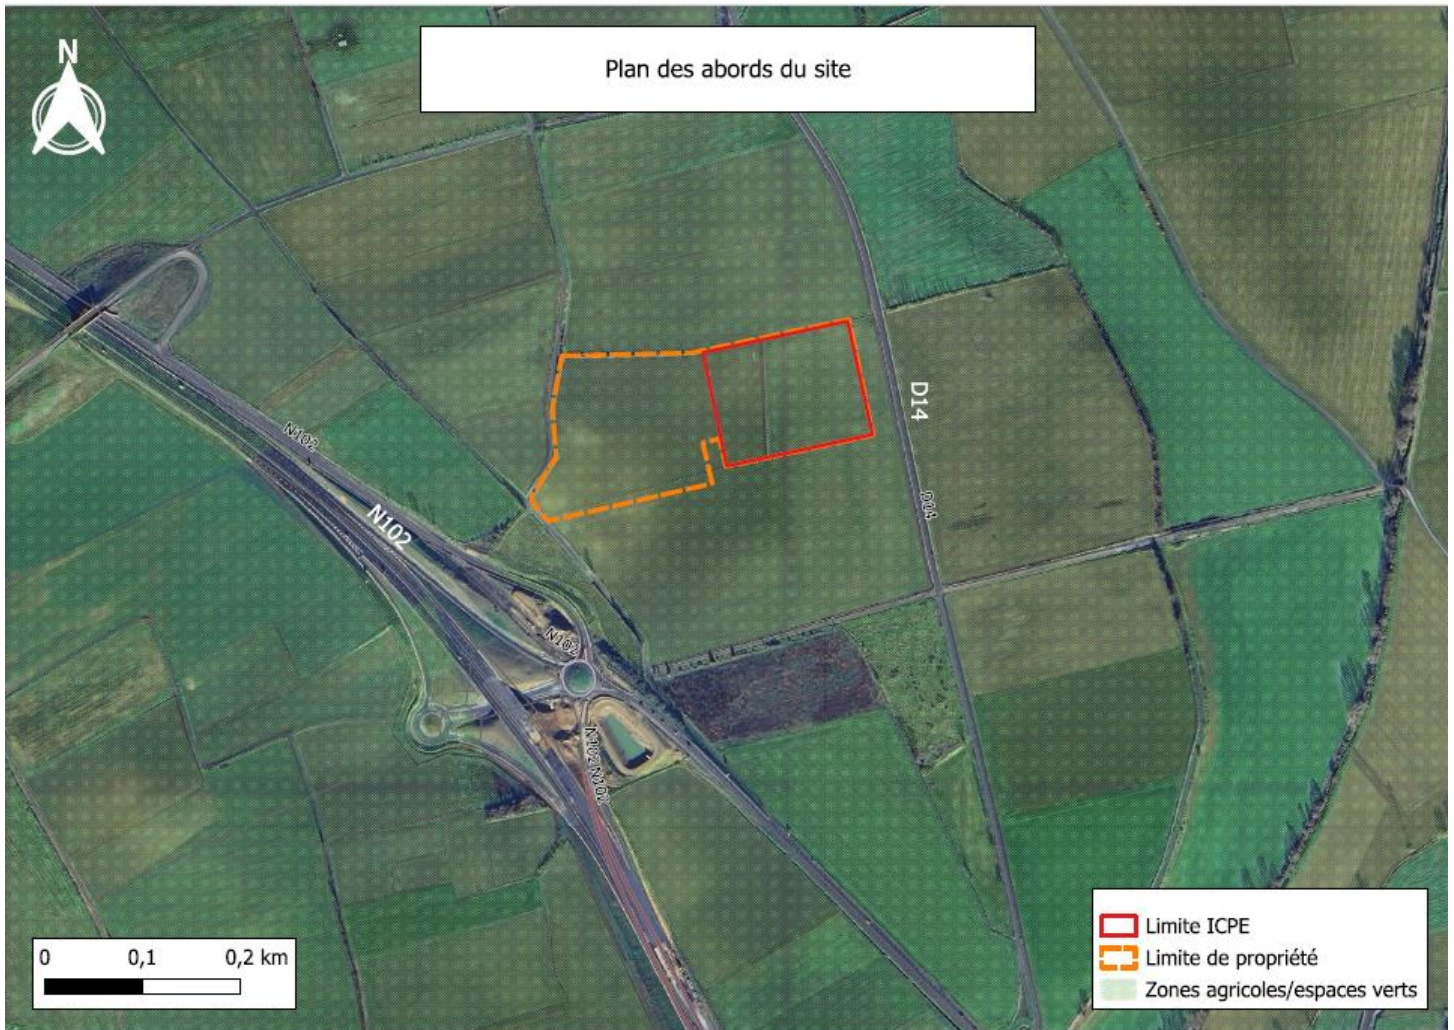 N
Plan des abords du site
D14
N102
N102
D14
N102
N102 N102
0 0,1 0,2 km
Limite ICPE
Limite de propriété
Zones agricoles/espaces verts